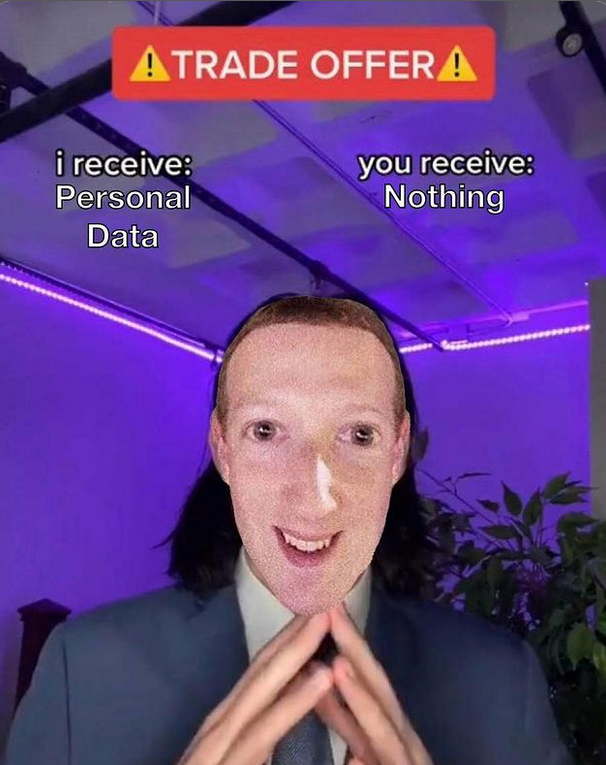 ⚠️TRADE OFFER⚠️
i receive:
you receive:
Personal
Data
Nothing